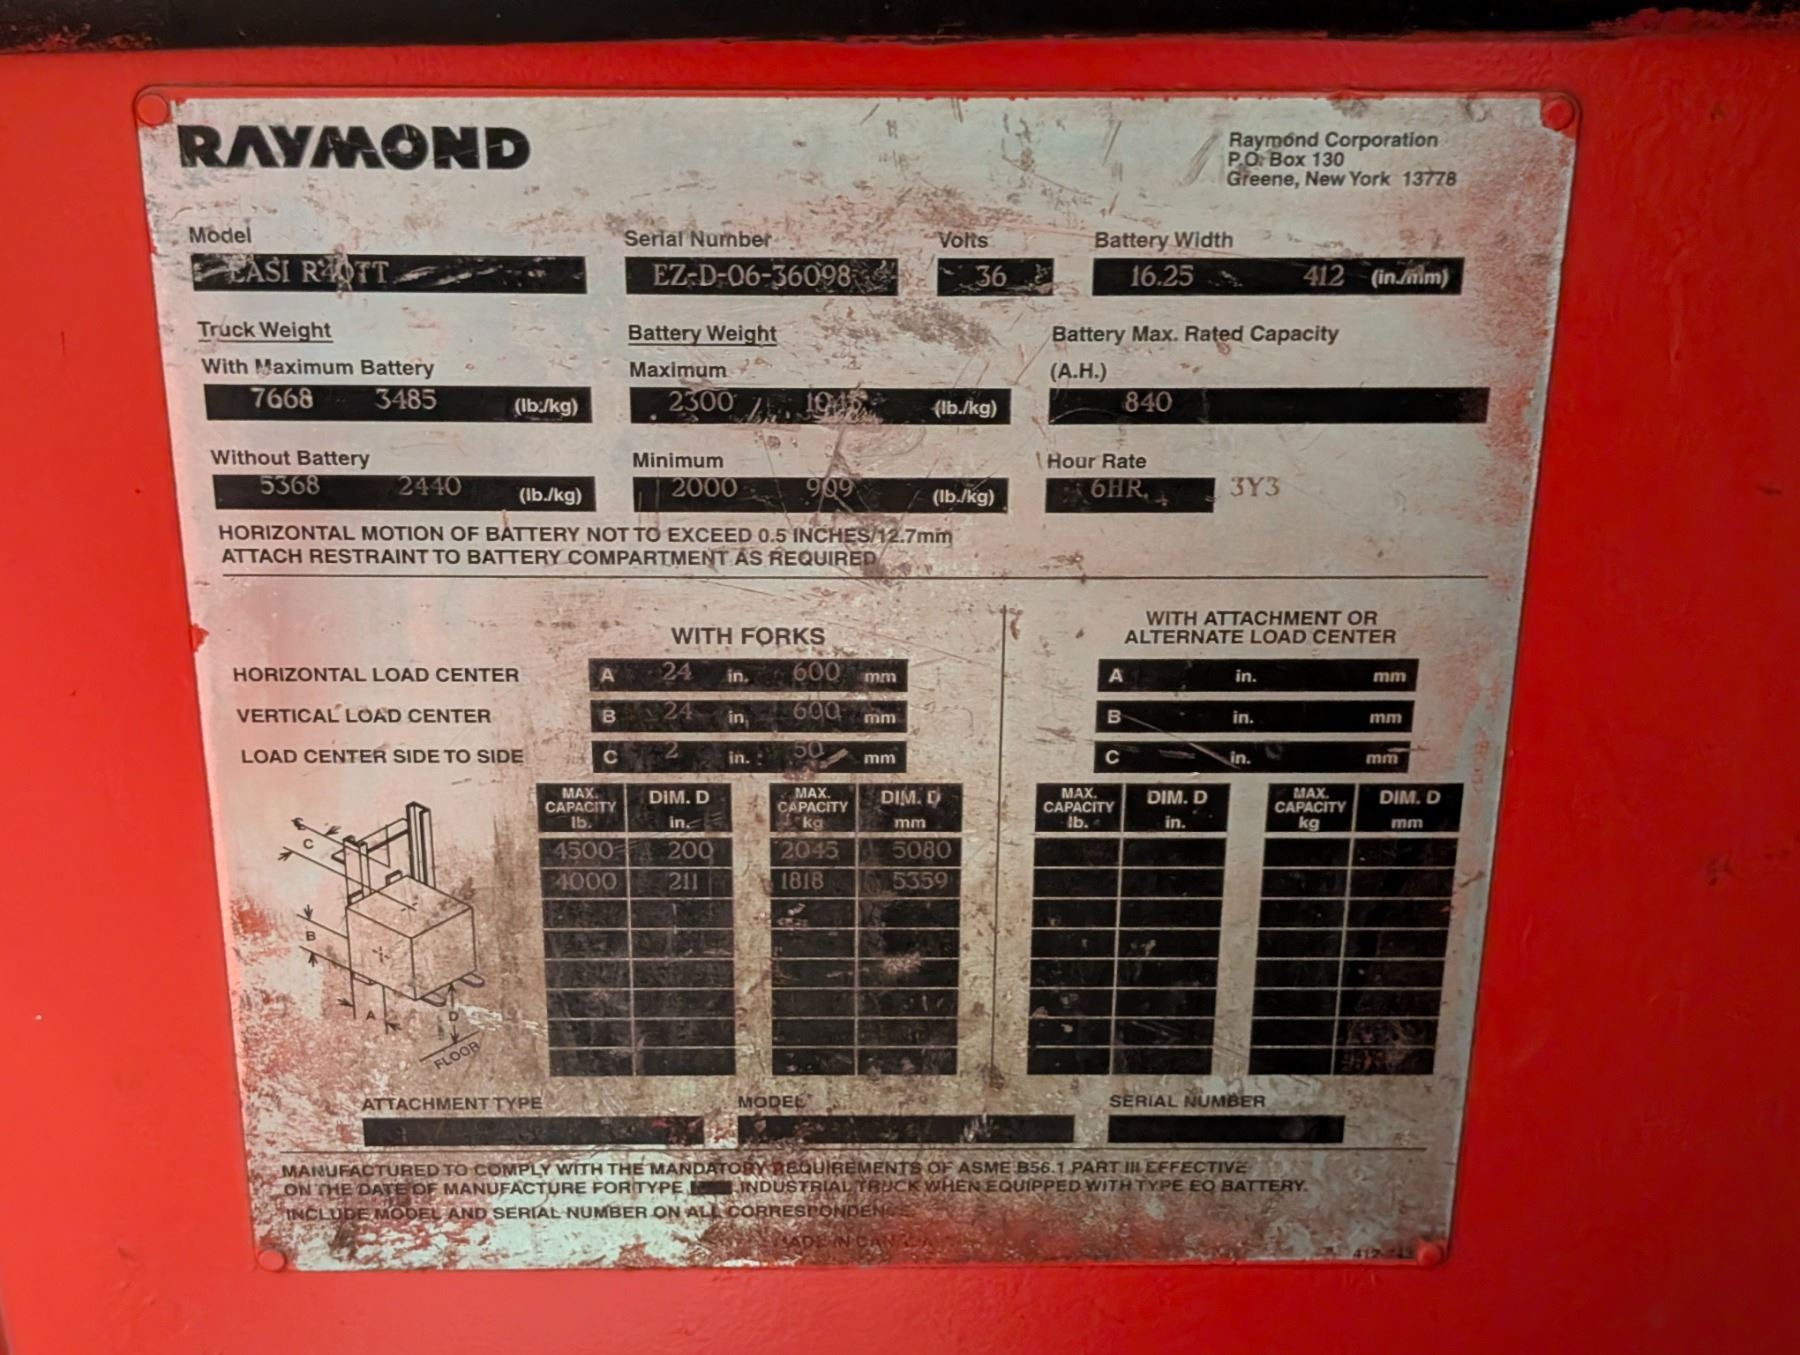 RAYMOND
Raymond Corporation
P.O. Box 130
Greene, New York 13778
Model Serial Number Volts Battery Width
EASI R40TT EZ-D-06-36098 36 16.25 412 (in./mm)
Truck Weight Battery Weight Battery Max. Rated Capacity
With Maximum Battery Maximum (A.H.)
7668 3485 (lb./kg) 2300 1045 (lb./kg) 840
Without Battery Minimum Hour Rate
5368 2440 (lb./kg) 2000 909 (lb./kg) 6HR 3Y3
HORIZONTAL MOTION OF BATTERY NOT TO EXCEED 0.5 INCHES/12.7mm
ATTACH RESTRAINT TO BATTERY COMPARTMENT AS REQUIRED
WITH FORKS
WITH ATTACHMENT OR
ALTERNATE LOAD CENTER
HORIZONTAL LOAD CENTER A 24 in. 600 mm A in. mm
VERTICAL LOAD CENTER B 24 in. 600 mm B in. mm
LOAD CENTER SIDE TO SIDE C 2 in. 50 mm C in. mm
MAX. CAPACITY lb. DIM. D in. MAX. CAPACITY kg DIM. D mm MAX. CAPACITY lb. DIM. D in. MAX. CAPACITY kg DIM. D mm
4500 200 2045 5080
4000 211 1818 5359
C
B
A
D
FLOOR
ATTACHMENT TYPE MODEL SERIAL NUMBER
MANUFACTURED TO COMPLY WITH THE MANDATORY REQUIREMENTS OF ASME B56.1 PART III EFFECTIVE
ON THE DATE OF MANUFACTURE FOR TYPE INDUSTRIAL TRUCK WHEN EQUIPPED WITH TYPE EO BATTERY.
INCLUDE MODEL AND SERIAL NUMBER ON ALL CORRESPONDENCE
MADE IN CANADA